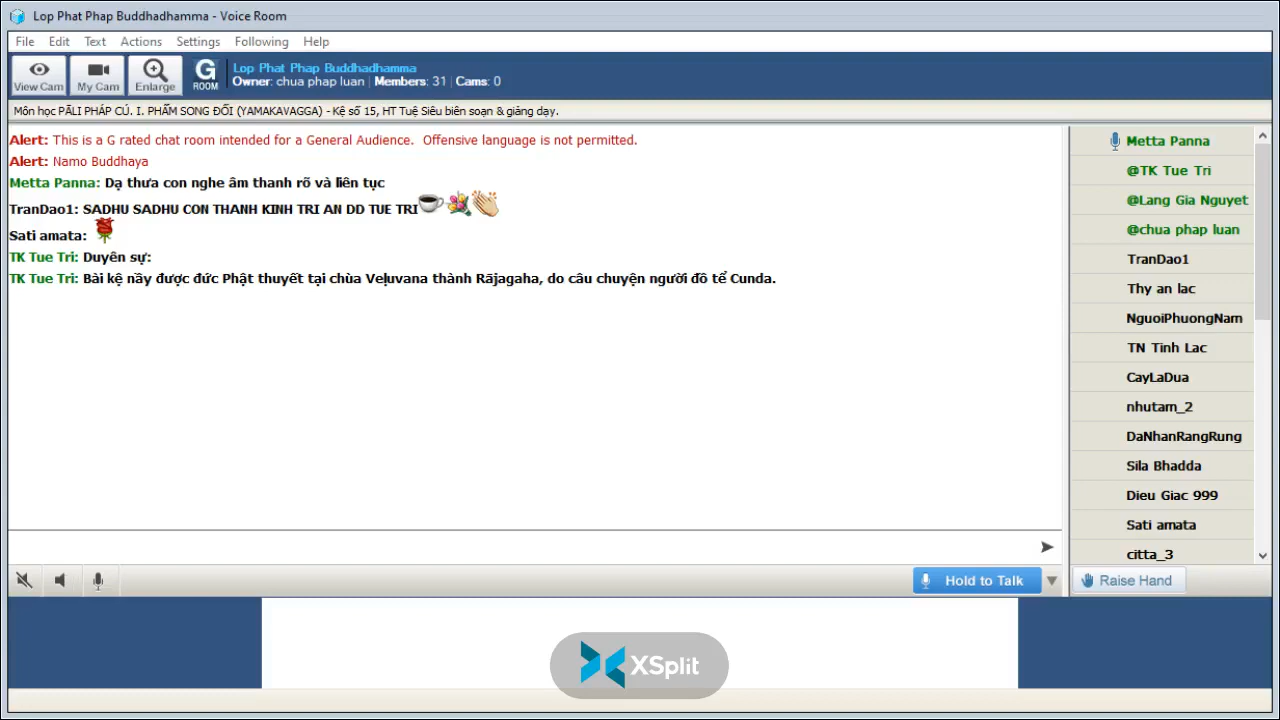 Lop Phat Phap Buddhadhamma - Voice Room
File Edit Text Actions Settings Following Help
View Cam My Cam Enlarge G ROOM
Lop Phat Phap Buddhadhamma
Owner: chua phap luan | Members: 31 | Cams: 0
Môn học PĀLI PHÁP CÚ. I. PHẨM SONG ĐỐI (YAMAKAVAGGA) - Kệ số 15, HT Tuệ Siêu biên soạn & giảng dạy.
Alert: This is a G rated chat room intended for a General Audience. Offensive language is not permitted.
Alert: Namo Buddhaya
Metta Panna: Dạ thưa con nghe âm thanh rõ và liên tục
TranDao1: SADHU SADHU CON THANH KINH TRI AN DD TUE TRI
Sati amata:
TK Tue Tri: Duyên sự:
TK Tue Tri: Bài kệ nầy được đức Phật thuyết tại chùa Veḷuvana thành Rājagaha, do câu chuyện người đồ tể Cunda.
Metta Panna
@TK Tue Tri
@Lang Gia Nguyet
@chua phap luan
TranDao1
Thy an lac
NguoiPhuongNam
TN Tinh Lac
CayLaDua
nhutam_2
DaNhanRangRung
Sila Bhadda
Dieu Giac 999
Sati amata
citta_3
Hold to Talk
Raise Hand
XSplit